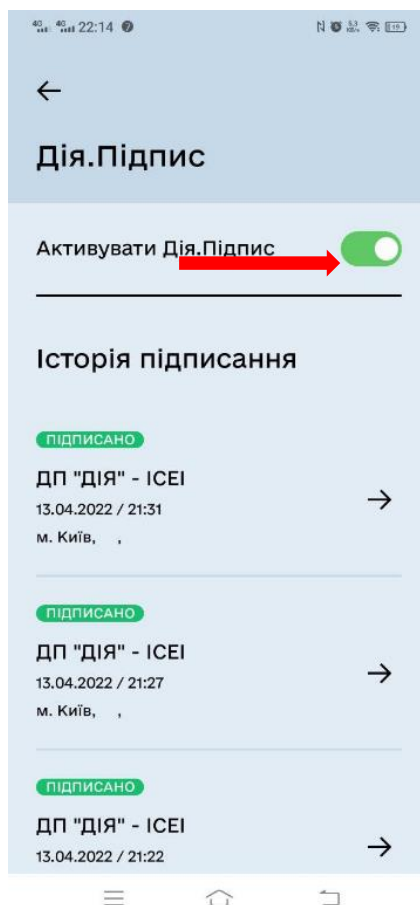 4G 4G 22:14
Дія.Підпис
Активувати Дія.Підпис
Історія підписання
ПІДПИСАНО
ДП "ДІЯ" - ІСЕІ
13.04.2022 / 21:31
м. Київ,   ,
ПІДПИСАНО
ДП "ДІЯ" - ІСЕІ
13.04.2022 / 21:27
м. Київ,   ,
ПІДПИСАНО
ДП "ДІЯ" - ІСЕІ
13.04.2022 / 21:22